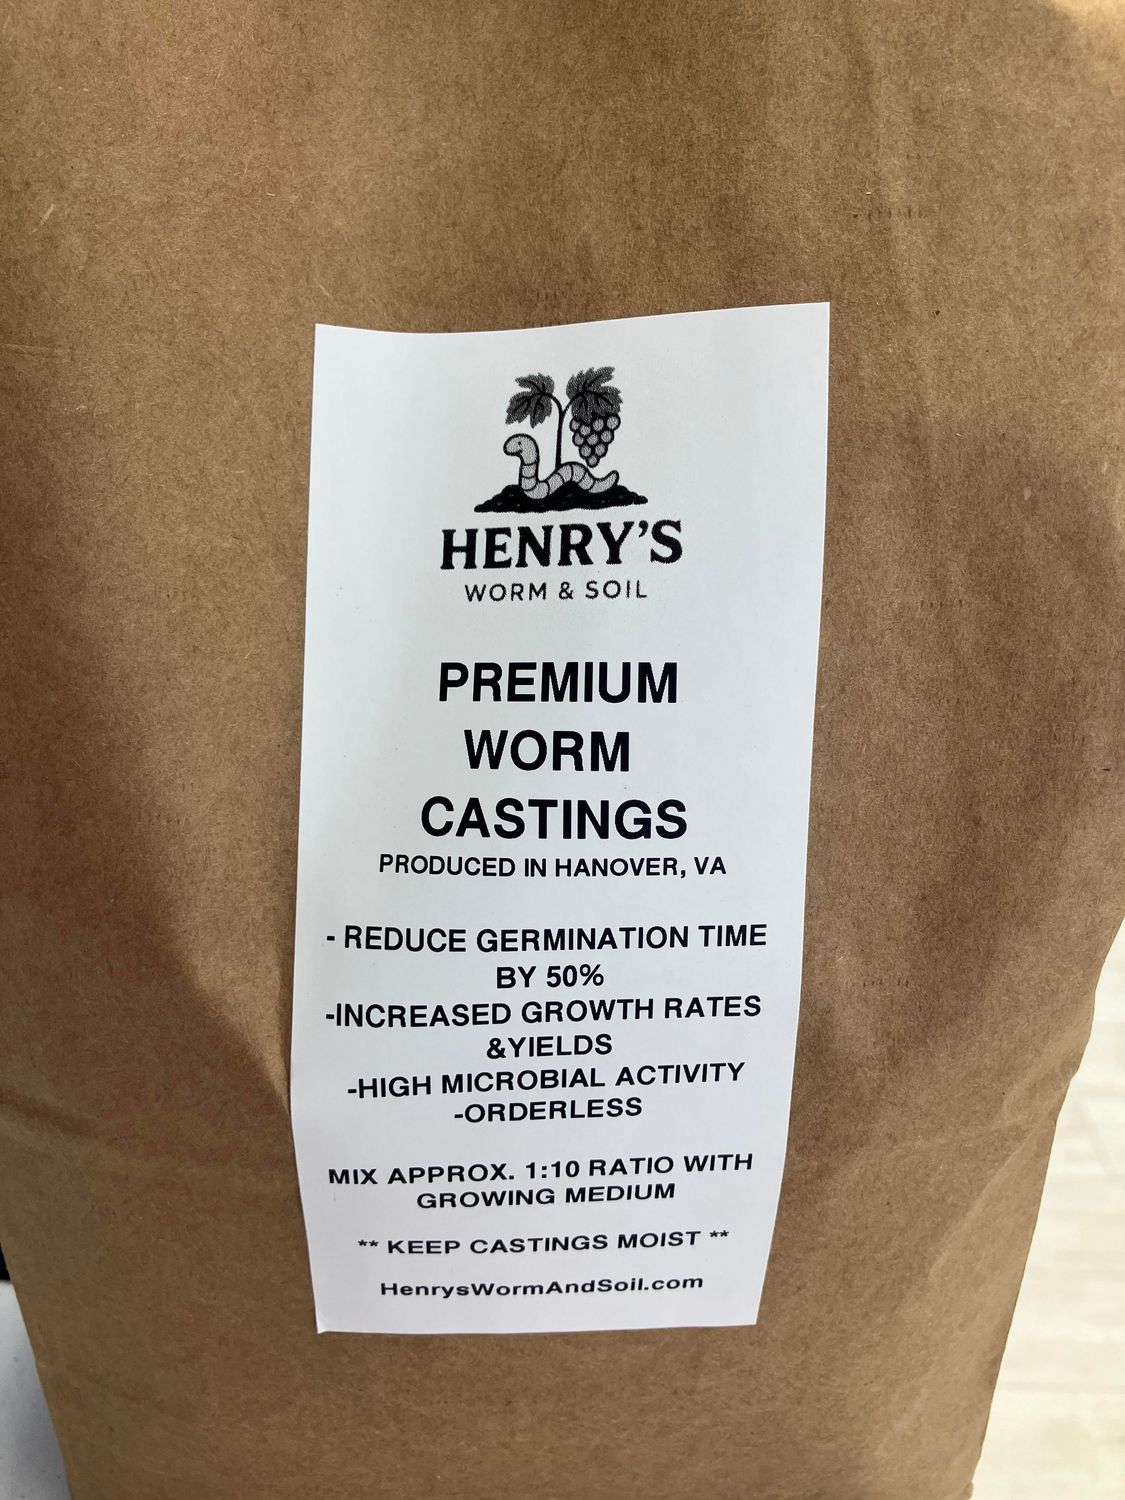 HENRY'S
WORM & SOIL
PREMIUM
WORM
CASTINGS
PRODUCED IN HANOVER, VA
- REDUCE GERMINATION TIME
BY 50%
-INCREASED GROWTH RATES
&YIELDS
-HIGH MICROBIAL ACTIVITY
-ORDERLESS
MIX APPROX. 1:10 RATIO WITH
GROWING MEDIUM
** KEEP CASTINGS MOIST **
HenrysWormAndSoil.com